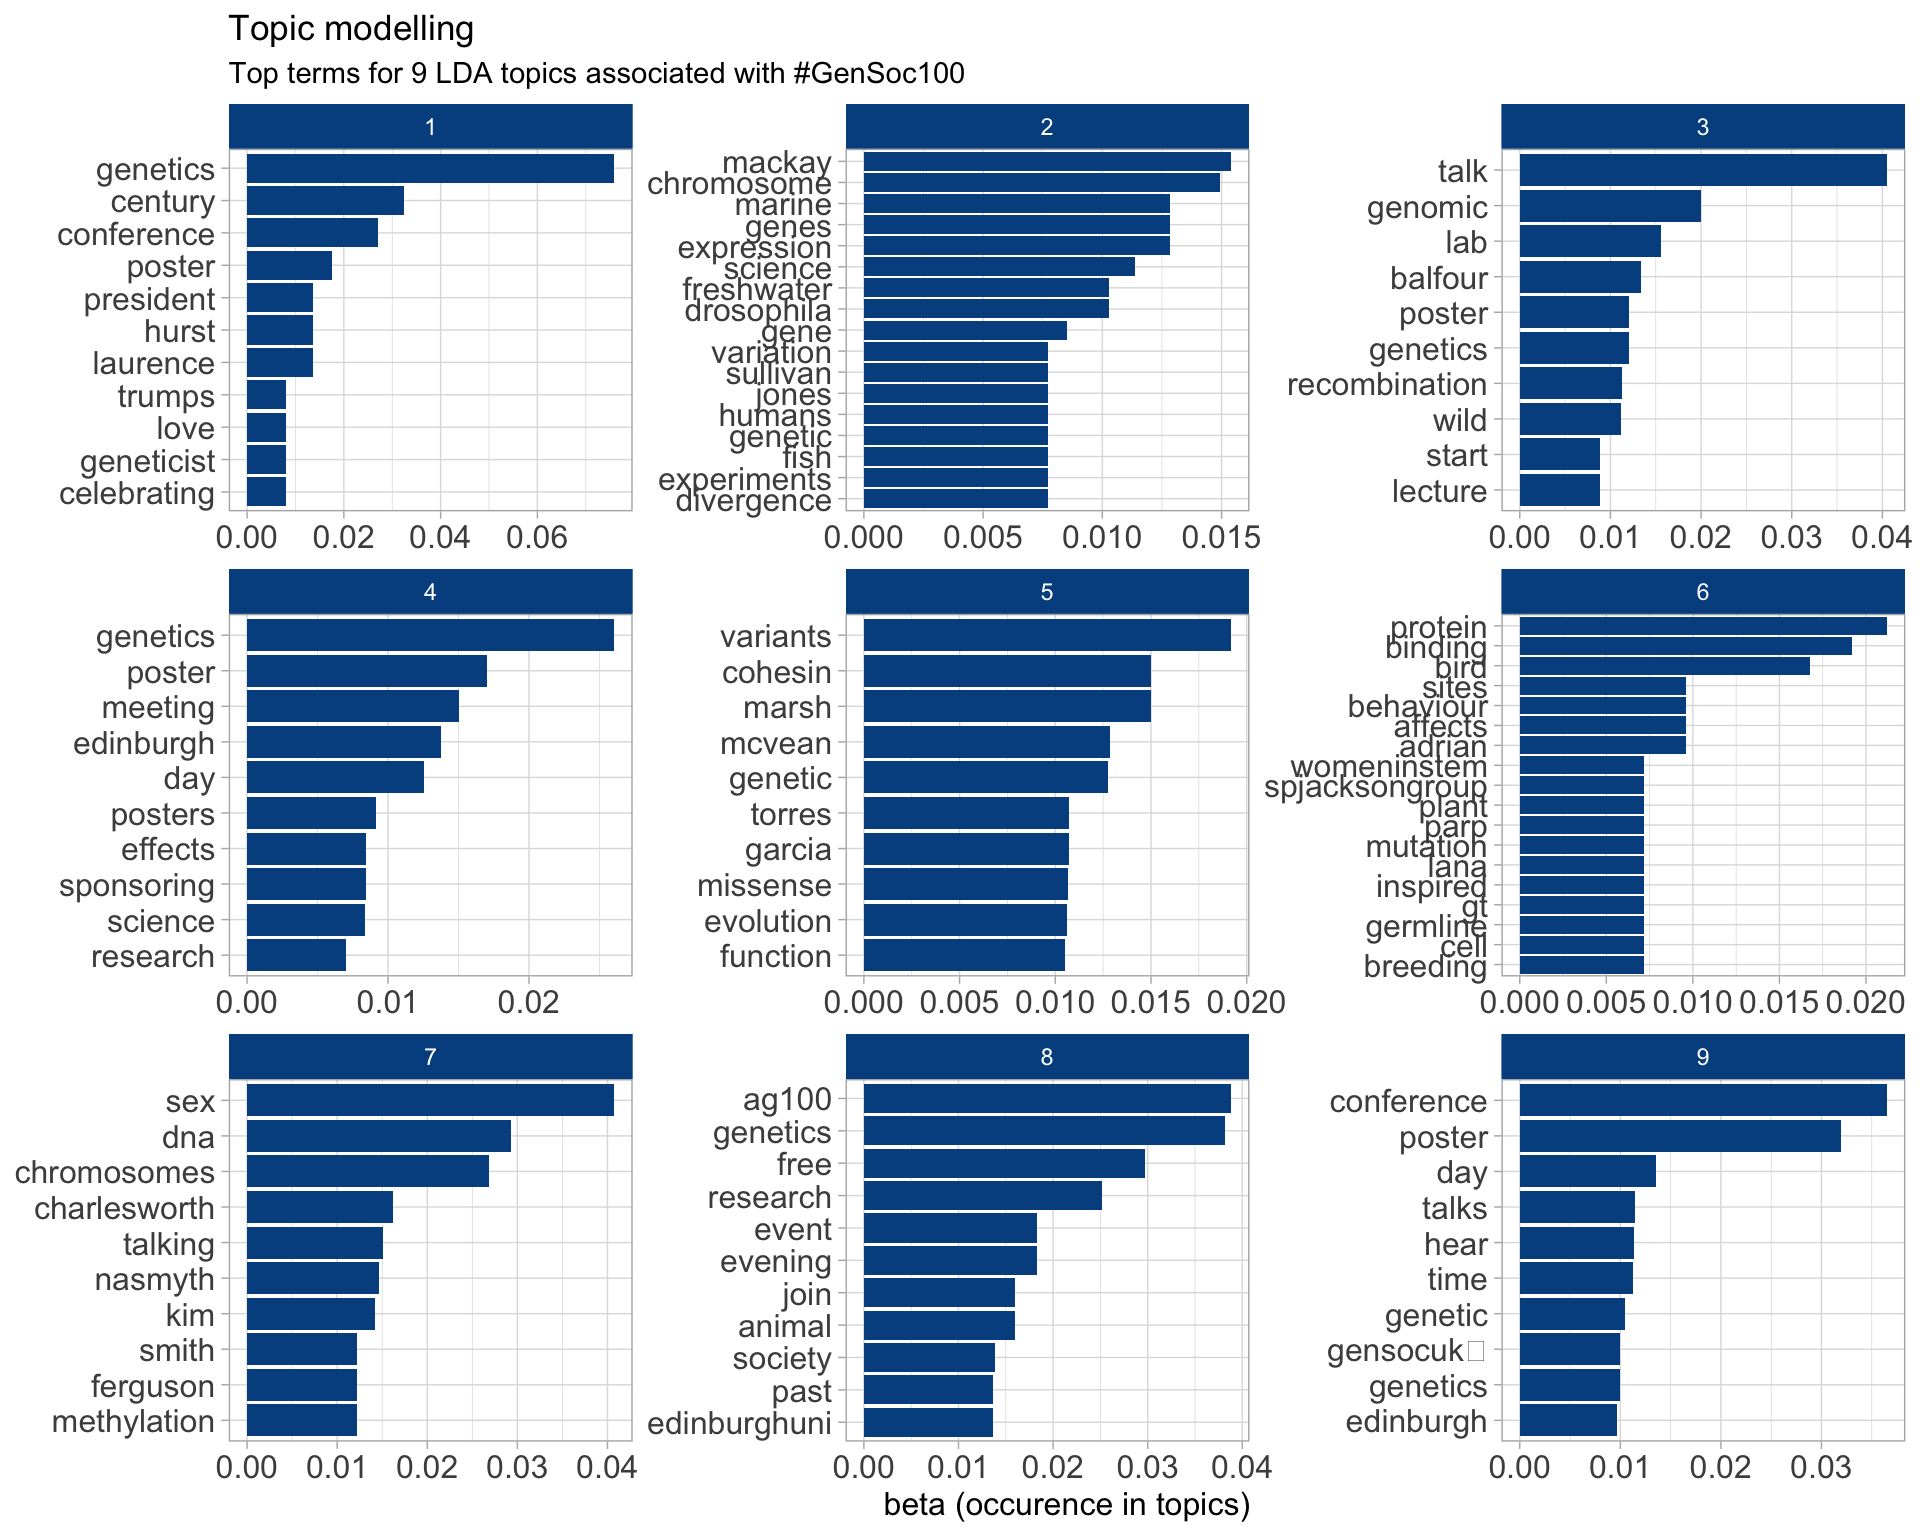 Topic modelling
Top terms for 9 LDA topics associated with #GenSoc100
1
genetics
century
conference
poster
president
hurst
laurence
trumps
love
geneticist
celebrating
0.00 0.02 0.04 0.06
2
mackay
chromosome
marine
genes
expression
science
freshwater
drosophila
gene
variation
sullivan
jones
humans
genetic
fish
experiments
divergence
0.000 0.005 0.010 0.015
3
talk
genomic
lab
balfour
poster
genetics
recombination
wild
start
lecture
0.00 0.01 0.02 0.03 0.04
4
genetics
poster
meeting
edinburgh
day
posters
effects
sponsoring
science
research
0.00 0.01 0.02
5
variants
cohesin
marsh
mcvean
genetic
torres
garcia
missense
evolution
function
0.000 0.005 0.010 0.015 0.020
6
protein
binding
bird
sites
behaviour
affects
adrian
womeninstem
spjacksongroup
plant
parp
mutation
lana
inspired
gt
germline
cell
breeding
0.000 0.005 0.010 0.015 0.020
7
sex
dna
chromosomes
charlesworth
talking
nasmyth
kim
smith
ferguson
methylation
0.00 0.01 0.02 0.03 0.04
8
ag100
genetics
free
research
event
evening
join
animal
society
past
edinburghuni
0.00 0.01 0.02 0.03 0.04
9
conference
poster
day
talks
hear
time
genetic
gensocuk
genetics
edinburgh
0.00 0.01 0.02 0.03
beta (occurence in topics)